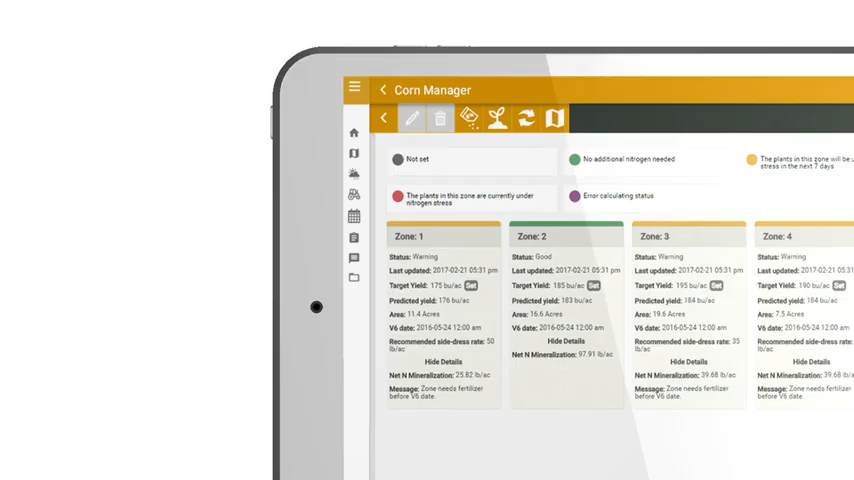 Corn Manager
Not set
No additional nitrogen needed
The plants in this zone will be
stress in the next 7 days
The plants in this zone are currently under
nitrogen stress
Error calculating status
Zone: 1
Status: Warning
Last updated: 2017-02-21 05:31 pm
Target Yield: 175 bu/ac Set
Predicted yield: 176 bu/ac
Area: 11.4 Acres
V6 date: 2016-05-24 12:00 am
Recommended side-dress rate: 50
lb/ac
Hide Details
Net N Mineralization: 25.82 lb/ac
Message: Zone needs fertilizer
before V6 date.
Zone: 2
Status: Good
Last updated: 2017-02-21 05:31 pm
Target Yield: 185 bu/ac Set
Predicted yield: 183 bu/ac
Area: 16.6 Acres
V6 date: 2016-05-24 12:00 am
Hide Details
Net N Mineralization: 97.91 lb/ac
Zone: 3
Status: Warning
Last updated: 2017-02-21 05:31 pm
Target Yield: 195 bu/ac Set
Predicted yield: 184 bu/ac
Area: 19.6 Acres
V6 date: 2016-05-24 12:00 am
Recommended side-dress rate: 35
lb/ac
Hide Details
Net N Mineralization: 39.68 lb/ac
Message: Zone needs fertilizer
before V6 date.
Zone: 4
Status: Warning
Last updated: 2017-02-21 05:31
Target Yield: 190 bu/ac Set
Predicted yield: 184 bu/ac
Area: 7.5 Acres
V6 date: 2016-05-24 12:00 am
Recommended side-dress rate:
lb/ac
Hide Details
Net N Mineralization: 39.68 lb/a
Message: Zone needs fertilizer
before V6 date.